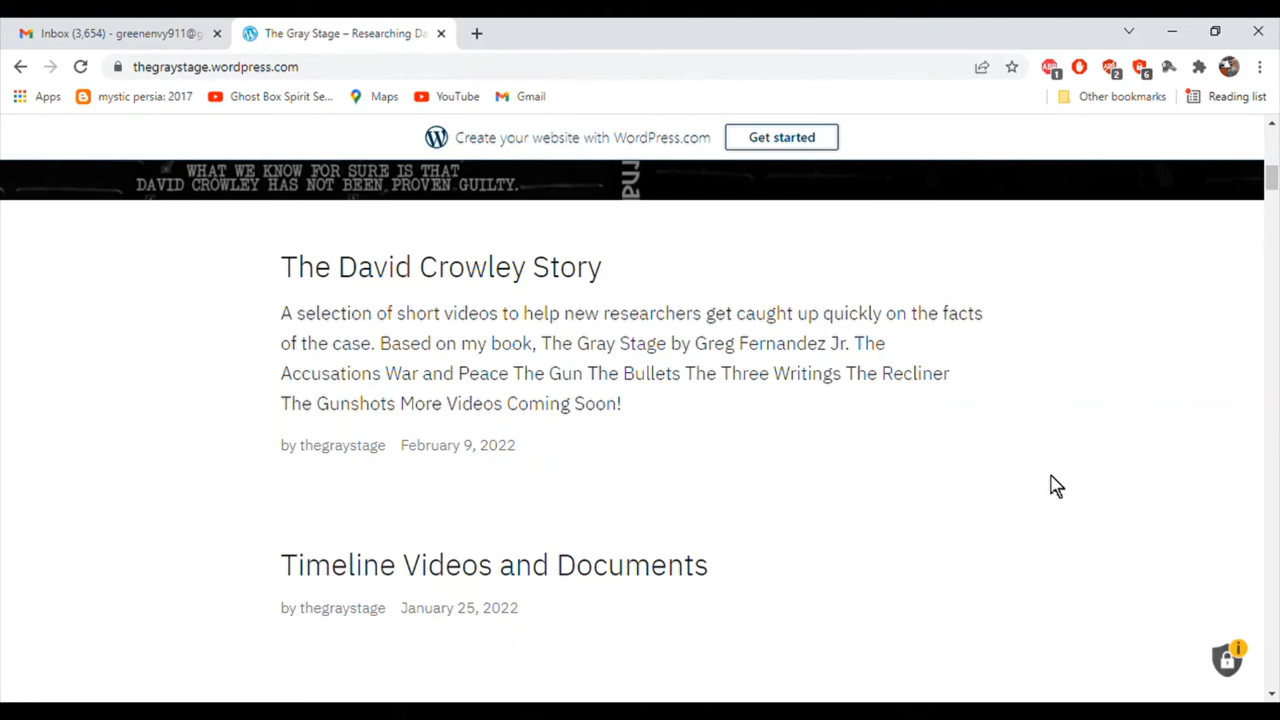 Inbox (3,654) - greenenvy911@g
The Gray Stage – Researching Da
thegraystage.wordpress.com
1
2
6
Apps
mystic persia: 2017
Ghost Box Spirit Se...
Maps
YouTube
Gmail
Other bookmarks
Reading list
Create your website with WordPress.com
Get started
WHAT WE KNOW FOR SURE IS THAT
DAVID CROWLEY HAS NOT BEEN PROVEN GUILTY.
The David Crowley Story
A selection of short videos to help new researchers get caught up quickly on the facts
of the case. Based on my book, The Gray Stage by Greg Fernandez Jr. The
Accusations War and Peace The Gun The Bullets The Three Writings The Recliner
The Gunshots More Videos Coming Soon!
by thegraystage February 9, 2022
Timeline Videos and Documents
by thegraystage January 25, 2022